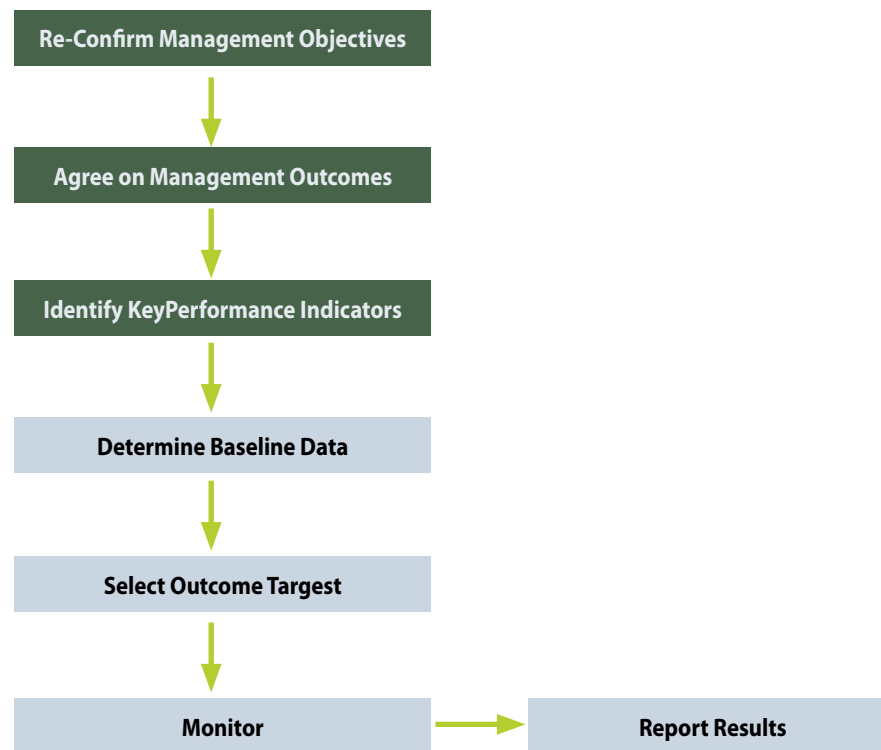 Re-Confirm Management Objectives
Agree on Management Outcomes
Identify KeyPerformance Indicators
Determine Baseline Data
Select Outcome Targest
Monitor
Report Results